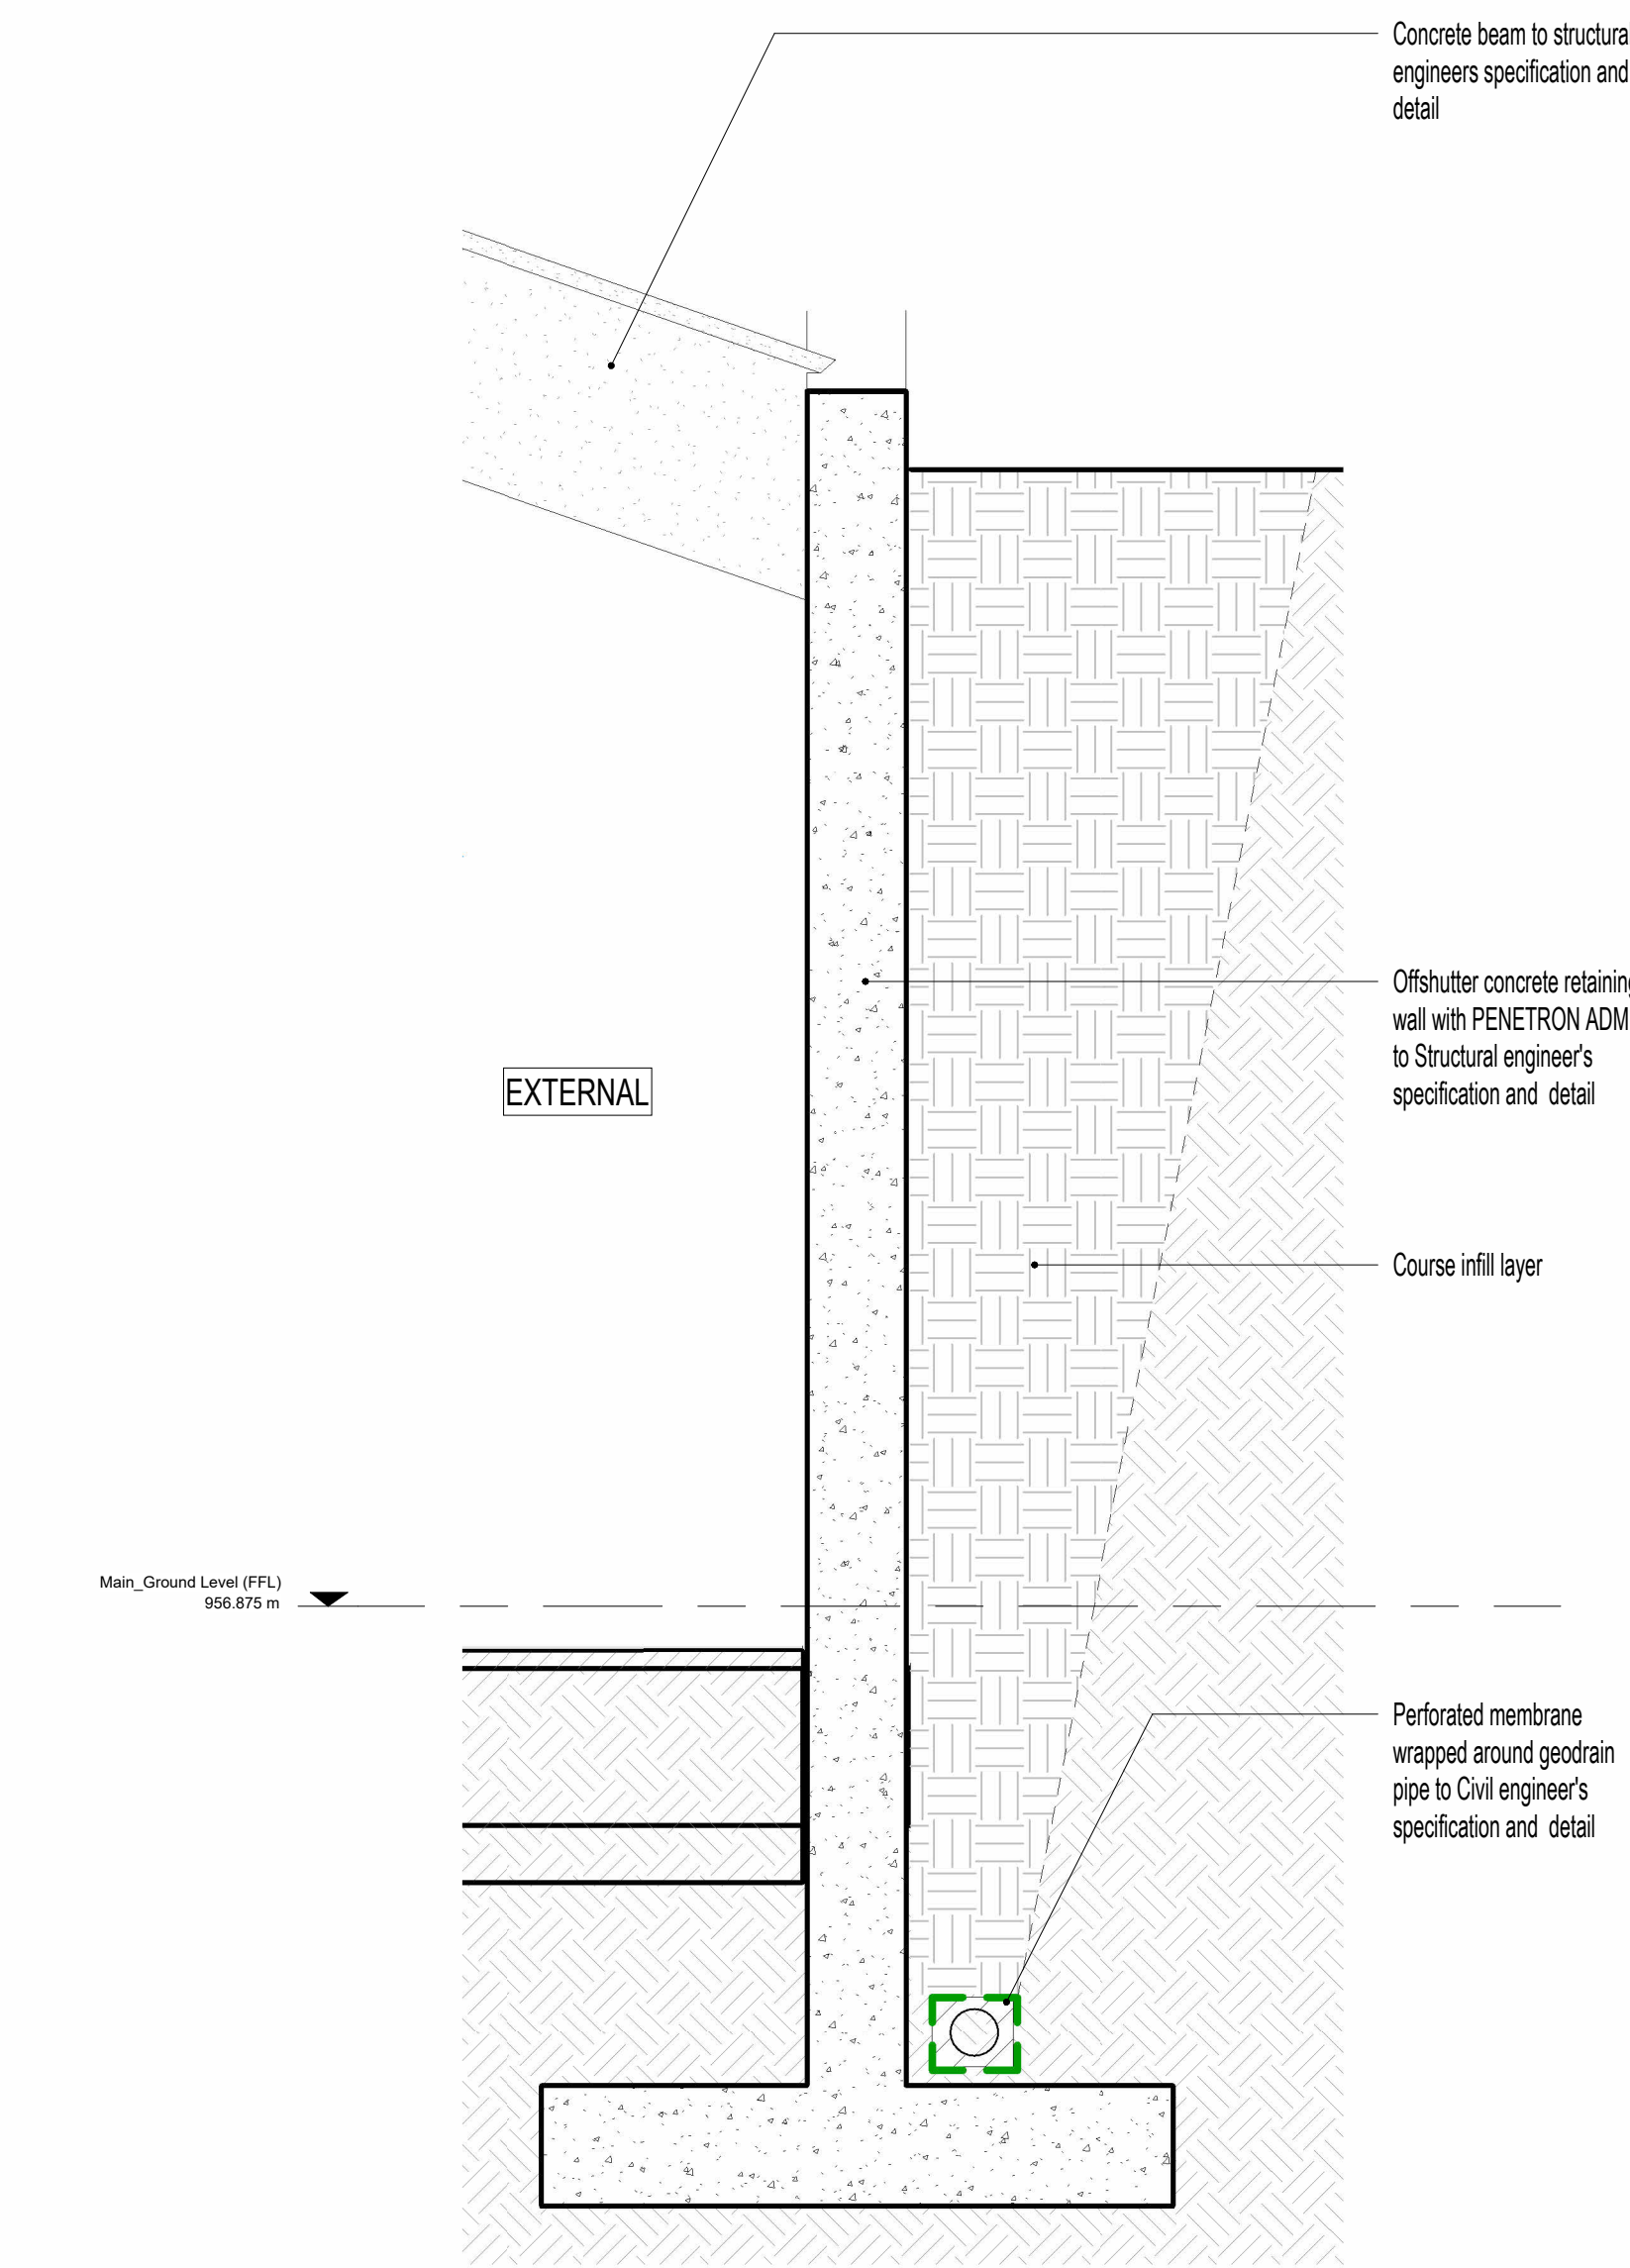 Concrete beam to structural
engineers specification and
detail
Offshutter concrete retaining
wall with PENETRON ADM
to Structural engineer's
specification and detail
EXTERNAL
Course infill layer
Main_Ground Level (FFL)
956.875 m
Perforated membrane
wrapped around geodrain
pipe to Civil engineer's
specification and detail